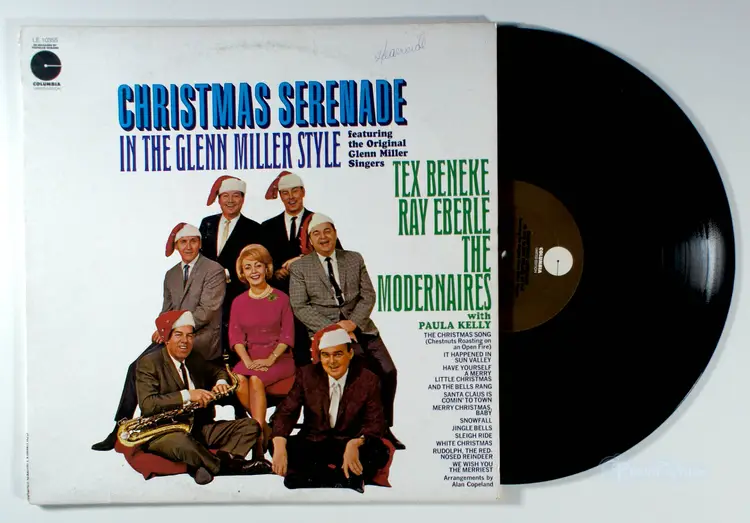 LE 10355
COLUMBIA
CHRISTMAS SERENADE
IN THE GLENN MILLER STYLE
featuring
the Original
Glenn Miller
Singers
TEX BENEKE
RAY EBERLE
THE
MODERNAIRES
with
PAULA KELLY
THE CHRISTMAS SONG
(Chestnuts Roasting on
an Open Fire)
IT HAPPENED IN
SUN VALLEY
HAVE YOURSELF
A MERRY
LITTLE CHRISTMAS
AND THE BELLS RANG
SANTA CLAUS IS
COMIN' TO TOWN
MERRY CHRISTMAS,
BABY
SNOWFALL
JINGLE BELLS
SLEIGH RIDE
WHITE CHRISTMAS
RUDOLPH, THE RED-
NOSED REINDEER
WE WISH YOU
THE MERRIEST
Arrangements by
Alan Copeland
COLUMBIA